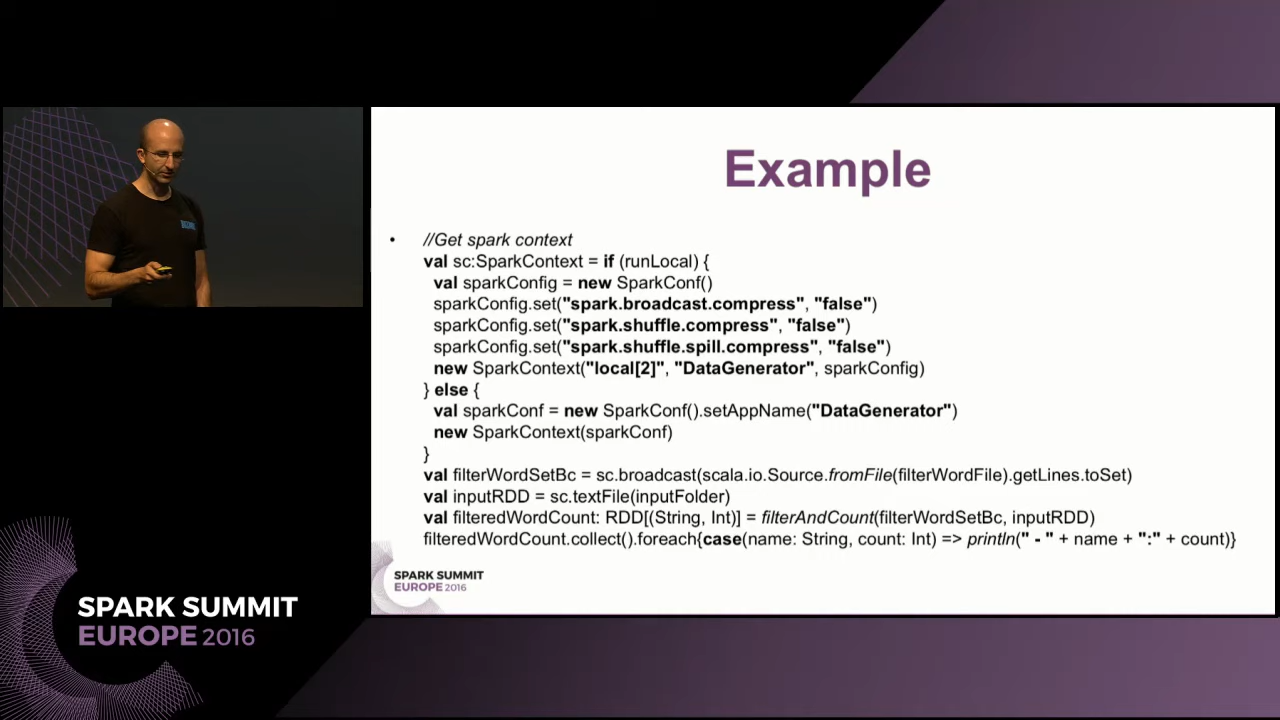 Example
• //Get spark context
val sc:SparkContext = if (runLocal) {
val sparkConfig = new SparkConf()
sparkConfig.set("spark.broadcast.compress", "false")
sparkConfig.set("spark.shuffle.compress", "false")
sparkConfig.set("spark.shuffle.spill.compress", "false")
new SparkContext("local[2]", "DataGenerator", sparkConfig)
} else {
val sparkConf = new SparkConf().setAppName("DataGenerator")
new SparkContext(sparkConf)
}
val filterWordSetBc = sc.broadcast(scala.io.Source.fromFile(filterWordFile).getLines.toSet)
val inputRDD = sc.textFile(inputFolder)
val filteredWordCount: RDD[(String, Int)] = filterAndCount(filterWordSetBc, inputRDD)
filteredWordCount.collect().foreach{case(name: String, count: Int) => println(" - " + name + ":" + count)}
SPARK SUMMIT
EUROPE 2016
SPARK SUMMIT
EUROPE 2016